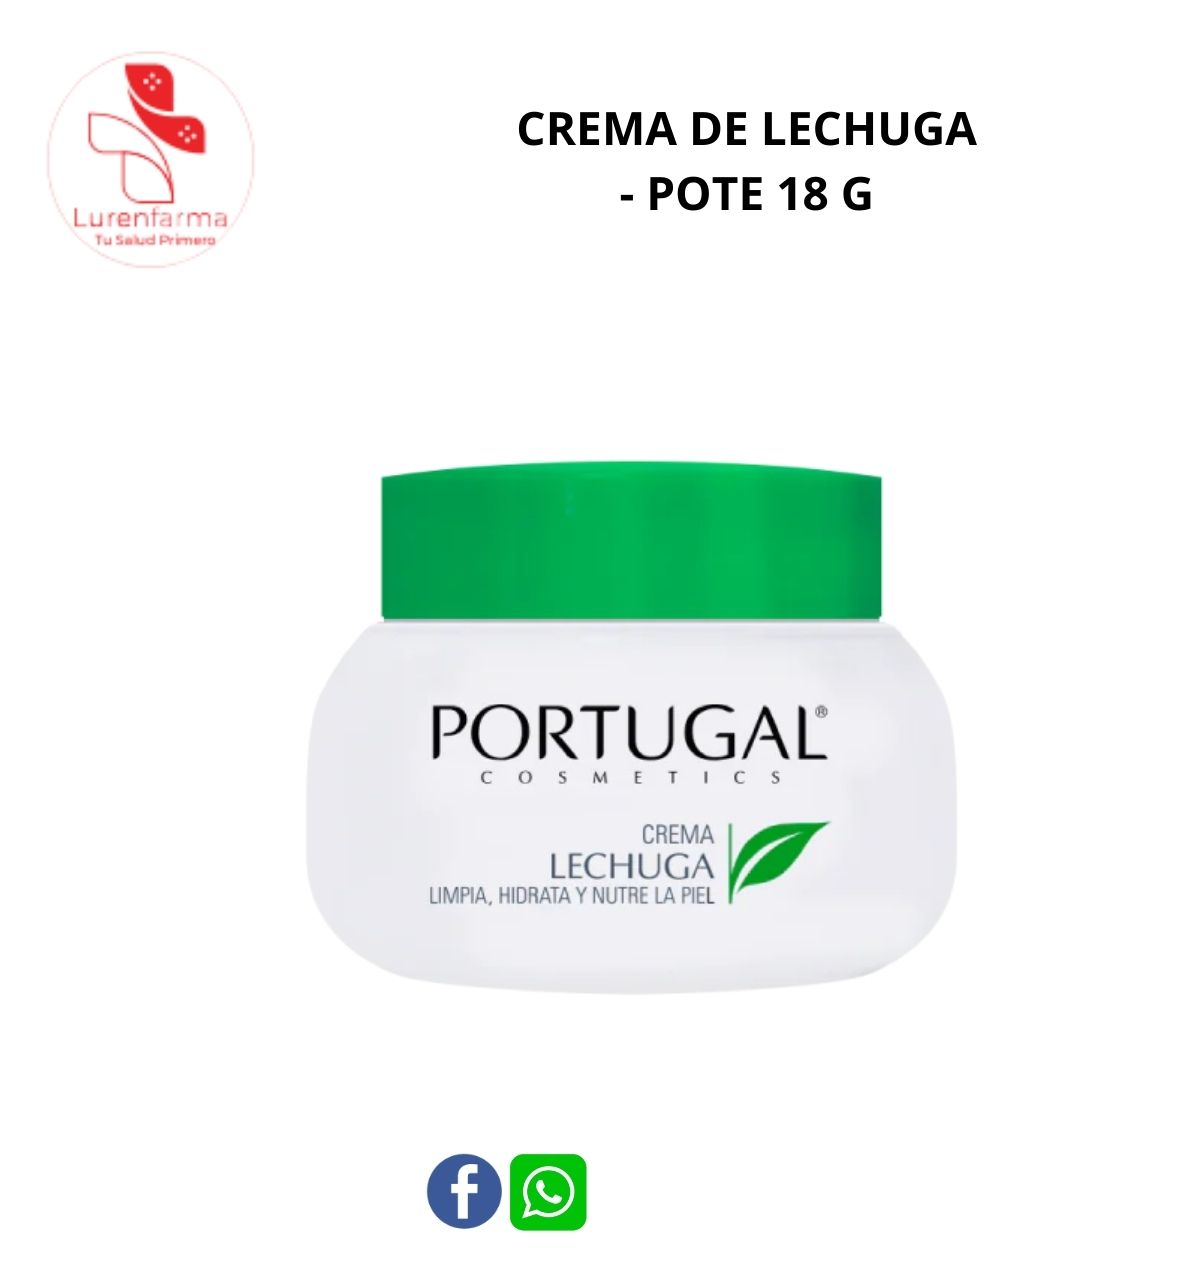 CREMA DE LECHUGA
- POTE 18 G
Lurenfarma
Tu Salud Primero
PORTUGAL®
COSMETICS
CREMA
LECHUGA
LIMPIA, HIDRATA Y NUTRE LA PIEL